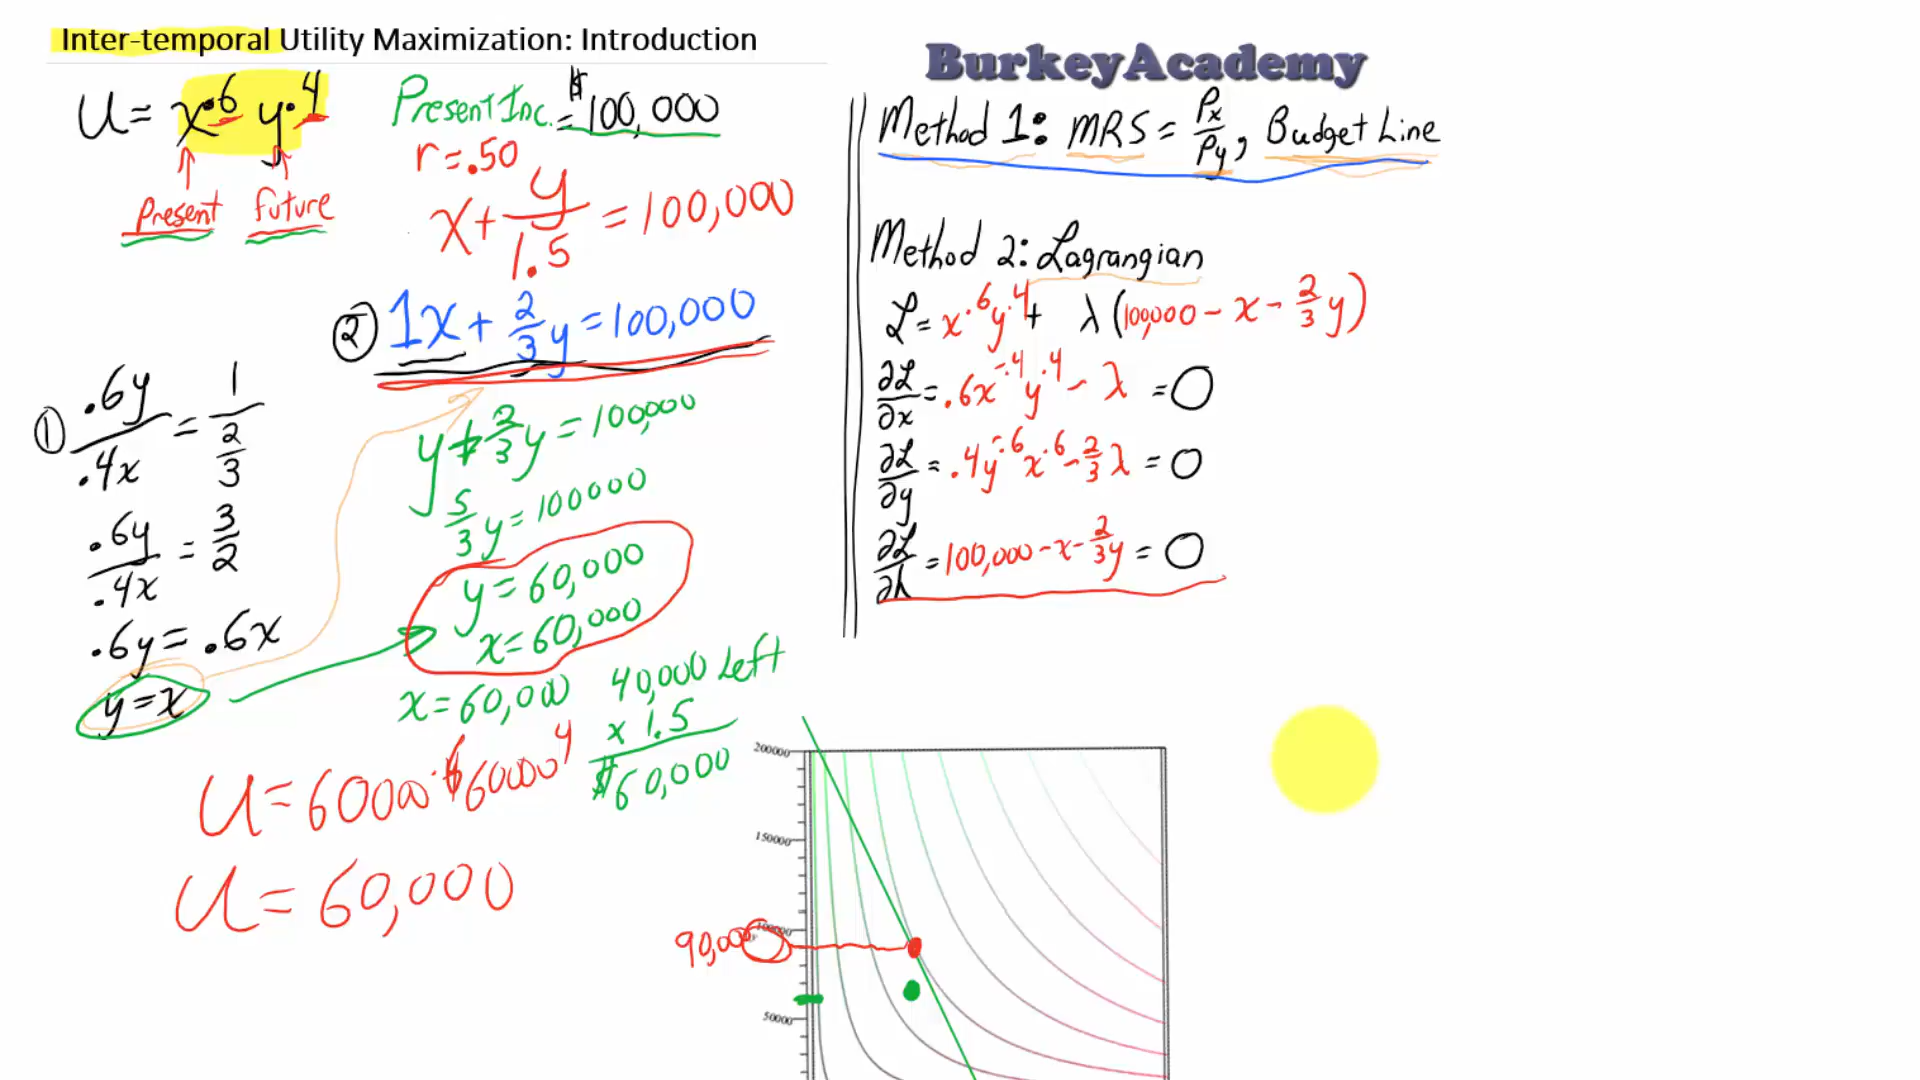 Inter-temporal Utility Maximization: Introduction
BurkeyAcademy
U = x^.6 y^.4
Present future
Present Inc. = $100,000
r = .50
x + y/1.5 = 100,000
② 1x + 2/3 y = 100,000
① .6y/.4x = 1/(2/3)
.6y/.4x = 3/2
.6y = .6x
y = x
y + 2/3 y = 100,000
5/3 y = 100000
y = 60,000
x = 60,000
x = 60,000 40,000 Left
x 1.5
$60,000
U = 60000^.6 60000^.4
U = 60,000
Method 1: MRS = Px/Py, Budget Line
Method 2: Lagrangian
ℒ = x^.6 y^.4 + λ(100,000 - x - 2/3 y)
∂ℒ/∂x = .6x^-.4 y^.4 - λ = 0
∂ℒ/∂y = .4y^-.6 x^.6 - 2/3 λ = 0
∂ℒ/∂λ = 100,000 - x - 2/3 y = 0
200000
150000
100000
90,000
50000